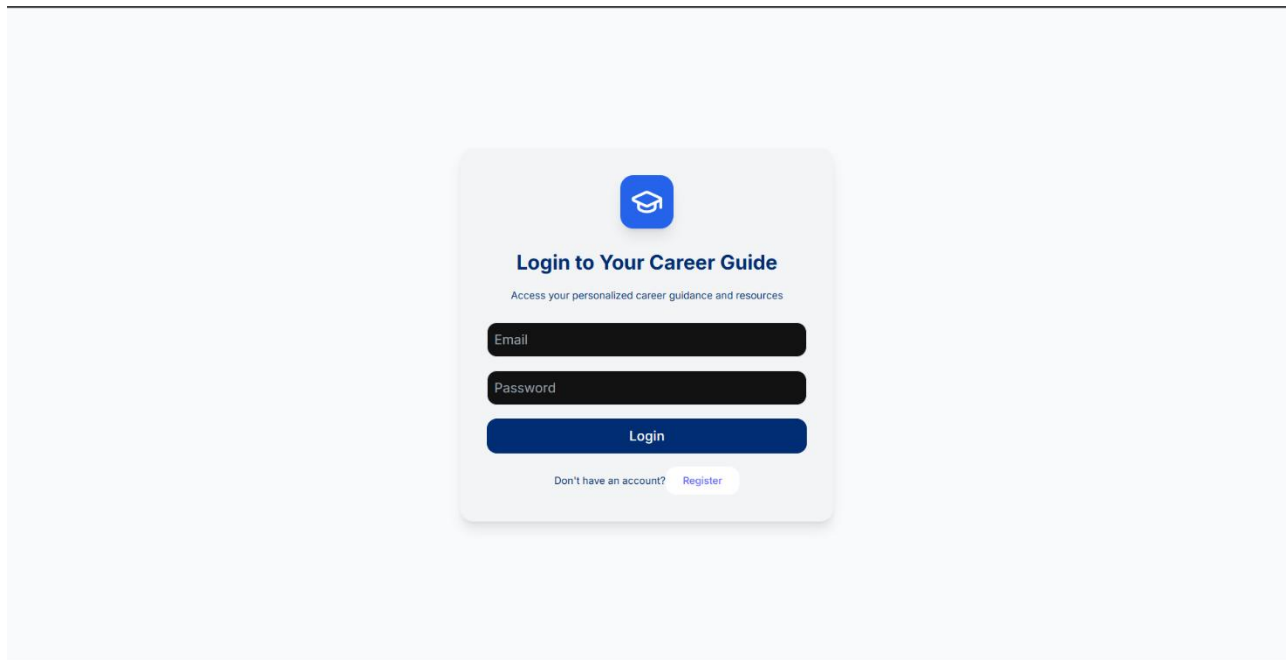 Login to Your Career Guide
Access your personalized career guidance and resources
Email
Password
Login
Don't have an account? Register